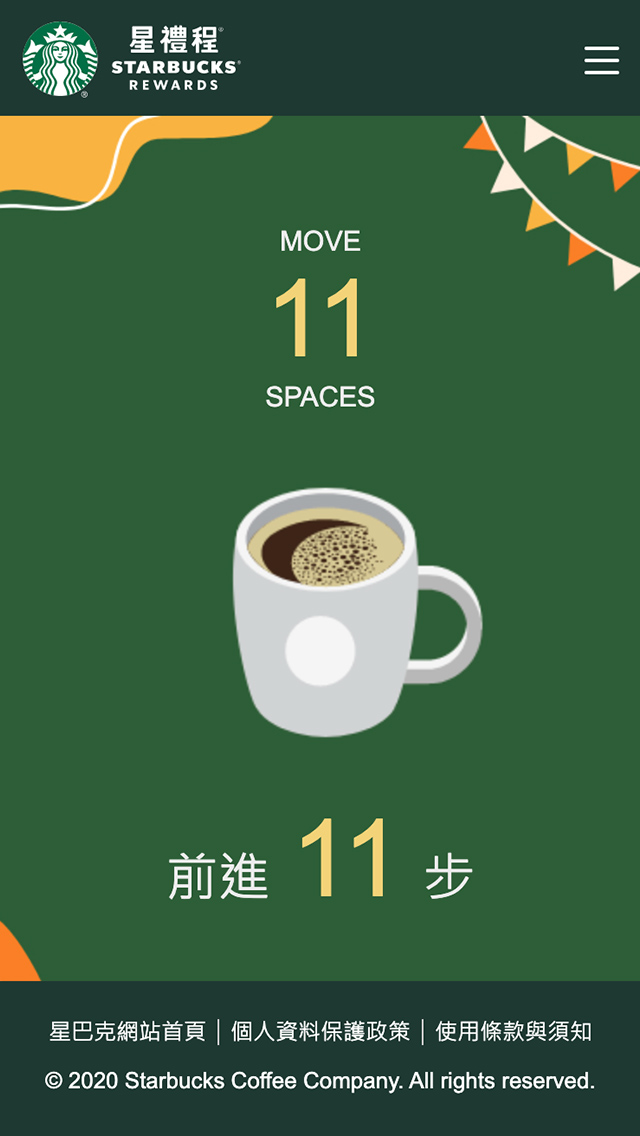 星禮程®
STARBUCKS®
REWARDS
®
MOVE
11
SPACES
前進 11 步
星巴克網站首頁 | 個人資料保護政策 | 使用條款與須知
© 2020 Starbucks Coffee Company. All rights reserved.